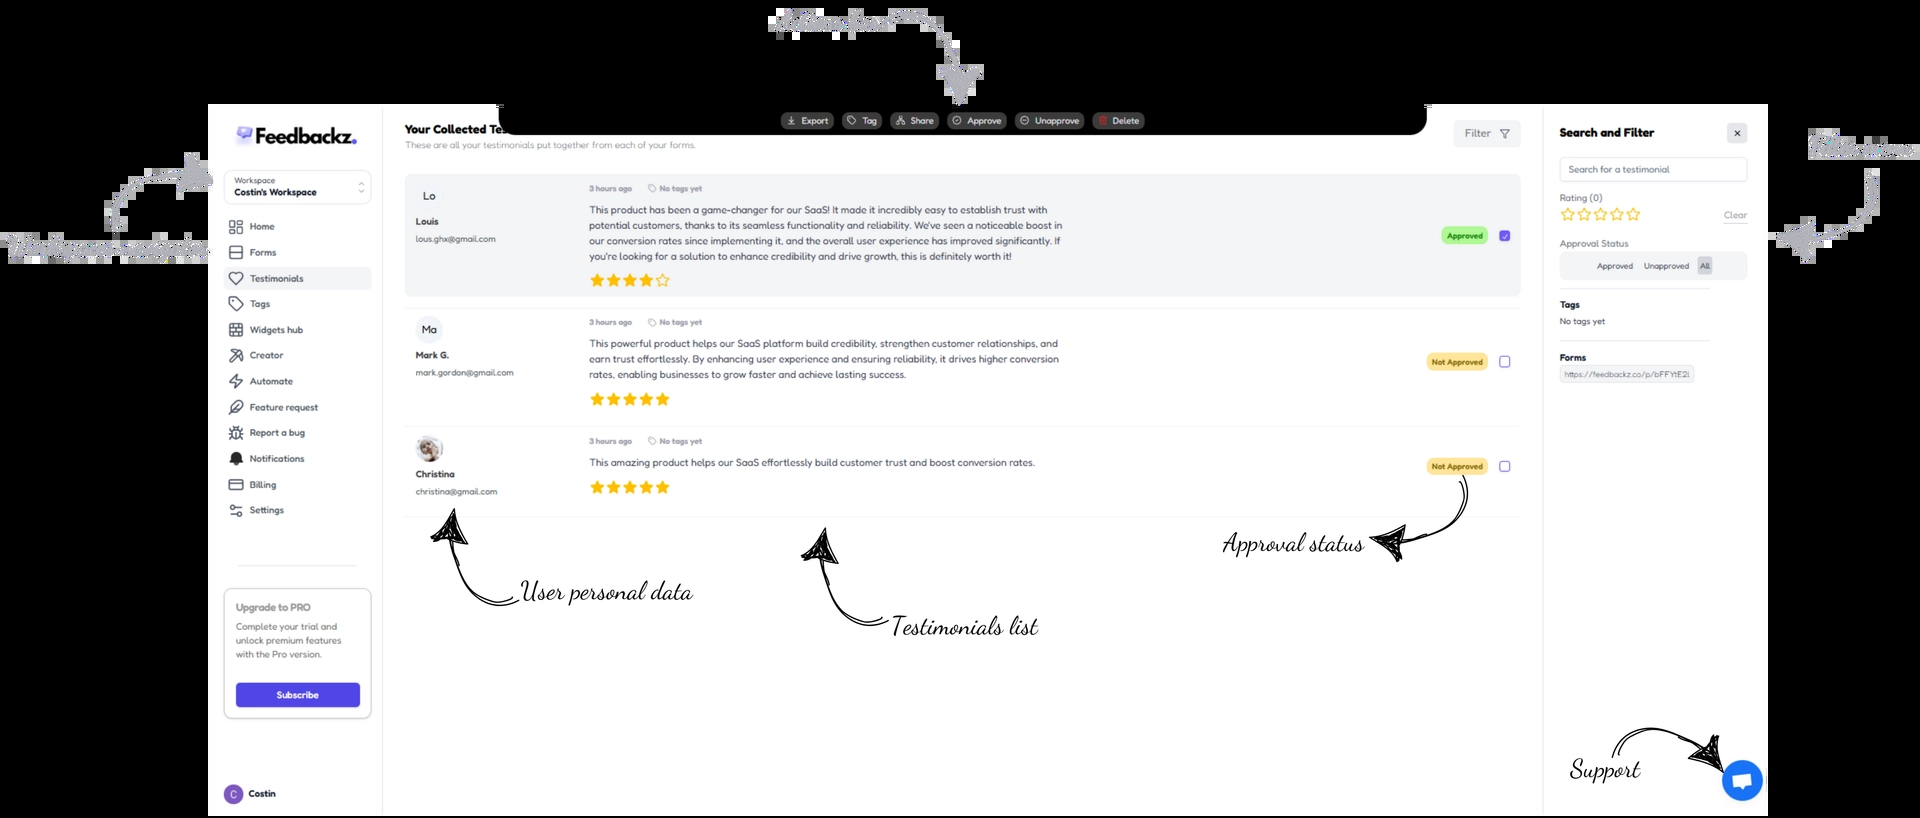 Export
Tag
Share
Approve
Unapprove
Delete
Feedbackz.
Workspace
Costin's Workspace
Home
Forms
Testimonials
Tags
Widgets hub
Creator
Automate
Feature request
Report a bug
Notifications
Billing
Settings
Upgrade to PRO
Complete your trial and
unlock premium features
with the Pro version.
Subscribe
C
Costin
Your Collected
These are all your testimonials put together from each of your forms.
Filter
Lo
Louis
lous.ghx@gmail.com
3 hours ago
No tags yet
This product has been a game-changer for our SaaS! It made it incredibly easy to establish trust with
potential customers, thanks to its seamless functionality and reliability. We've seen a noticeable boost in
our conversion rates since implementing it, and the overall user experience has improved significantly. If
you're looking for a solution to enhance credibility and drive growth, this is definitely worth it!
Approved
Ma
Mark G.
mark.gordon@gmail.com
3 hours ago
No tags yet
This powerful product helps our SaaS platform build credibility, strengthen customer relationships, and
earn trust effortlessly. By enhancing user experience and ensuring reliability, it drives higher conversion
rates, enabling businesses to grow faster and achieve lasting success.
Not Approved
Christina
christina@gmail.com
3 hours ago
No tags yet
This amazing product helps our SaaS effortlessly build customer trust and boost conversion rates.
Not Approved
User personal data
Testimonials list
Approval status
Search and Filter
Search for a testimonial
Rating (0)
Clear
Approval Status
Approved
Unapproved
All
Tags
No tags yet
Forms
https://feedbackz.co/p/bFFYtE2l
Support